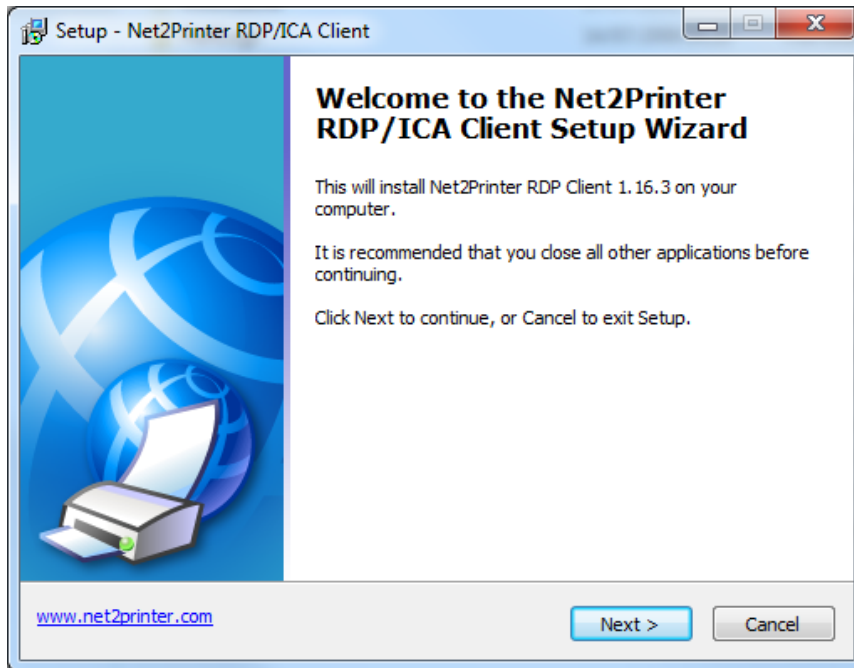 Setup - Net2Printer RDP/ICA Client
Welcome to the Net2Printer
RDP/ICA Client Setup Wizard
This will install Net2Printer RDP Client 1.16.3 on your
computer.
It is recommended that you close all other applications before
continuing.
Click Next to continue, or Cancel to exit Setup.
www.net2printer.com
Next >
Cancel